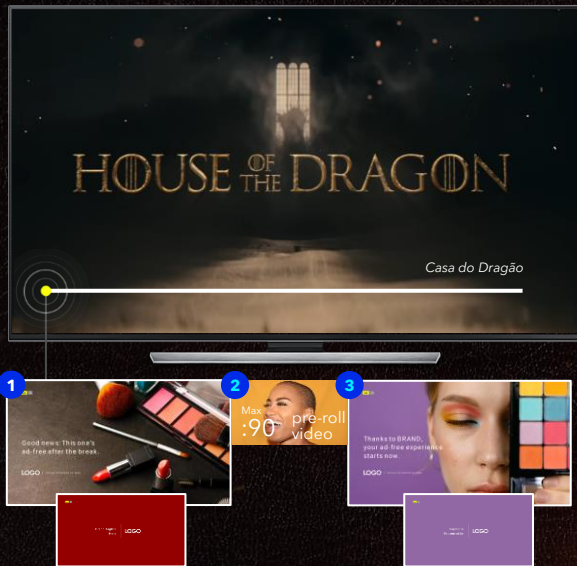 HOUSE OF THE DRAGON
Casa do Dragão
1
Good news: This one's
ad-free after the break.
LOGO
LOGO
2
Max
:90
pre-roll
video
3
Thanks to BRAND,
your ad-free experience
starts now.
LOGO
LOGO